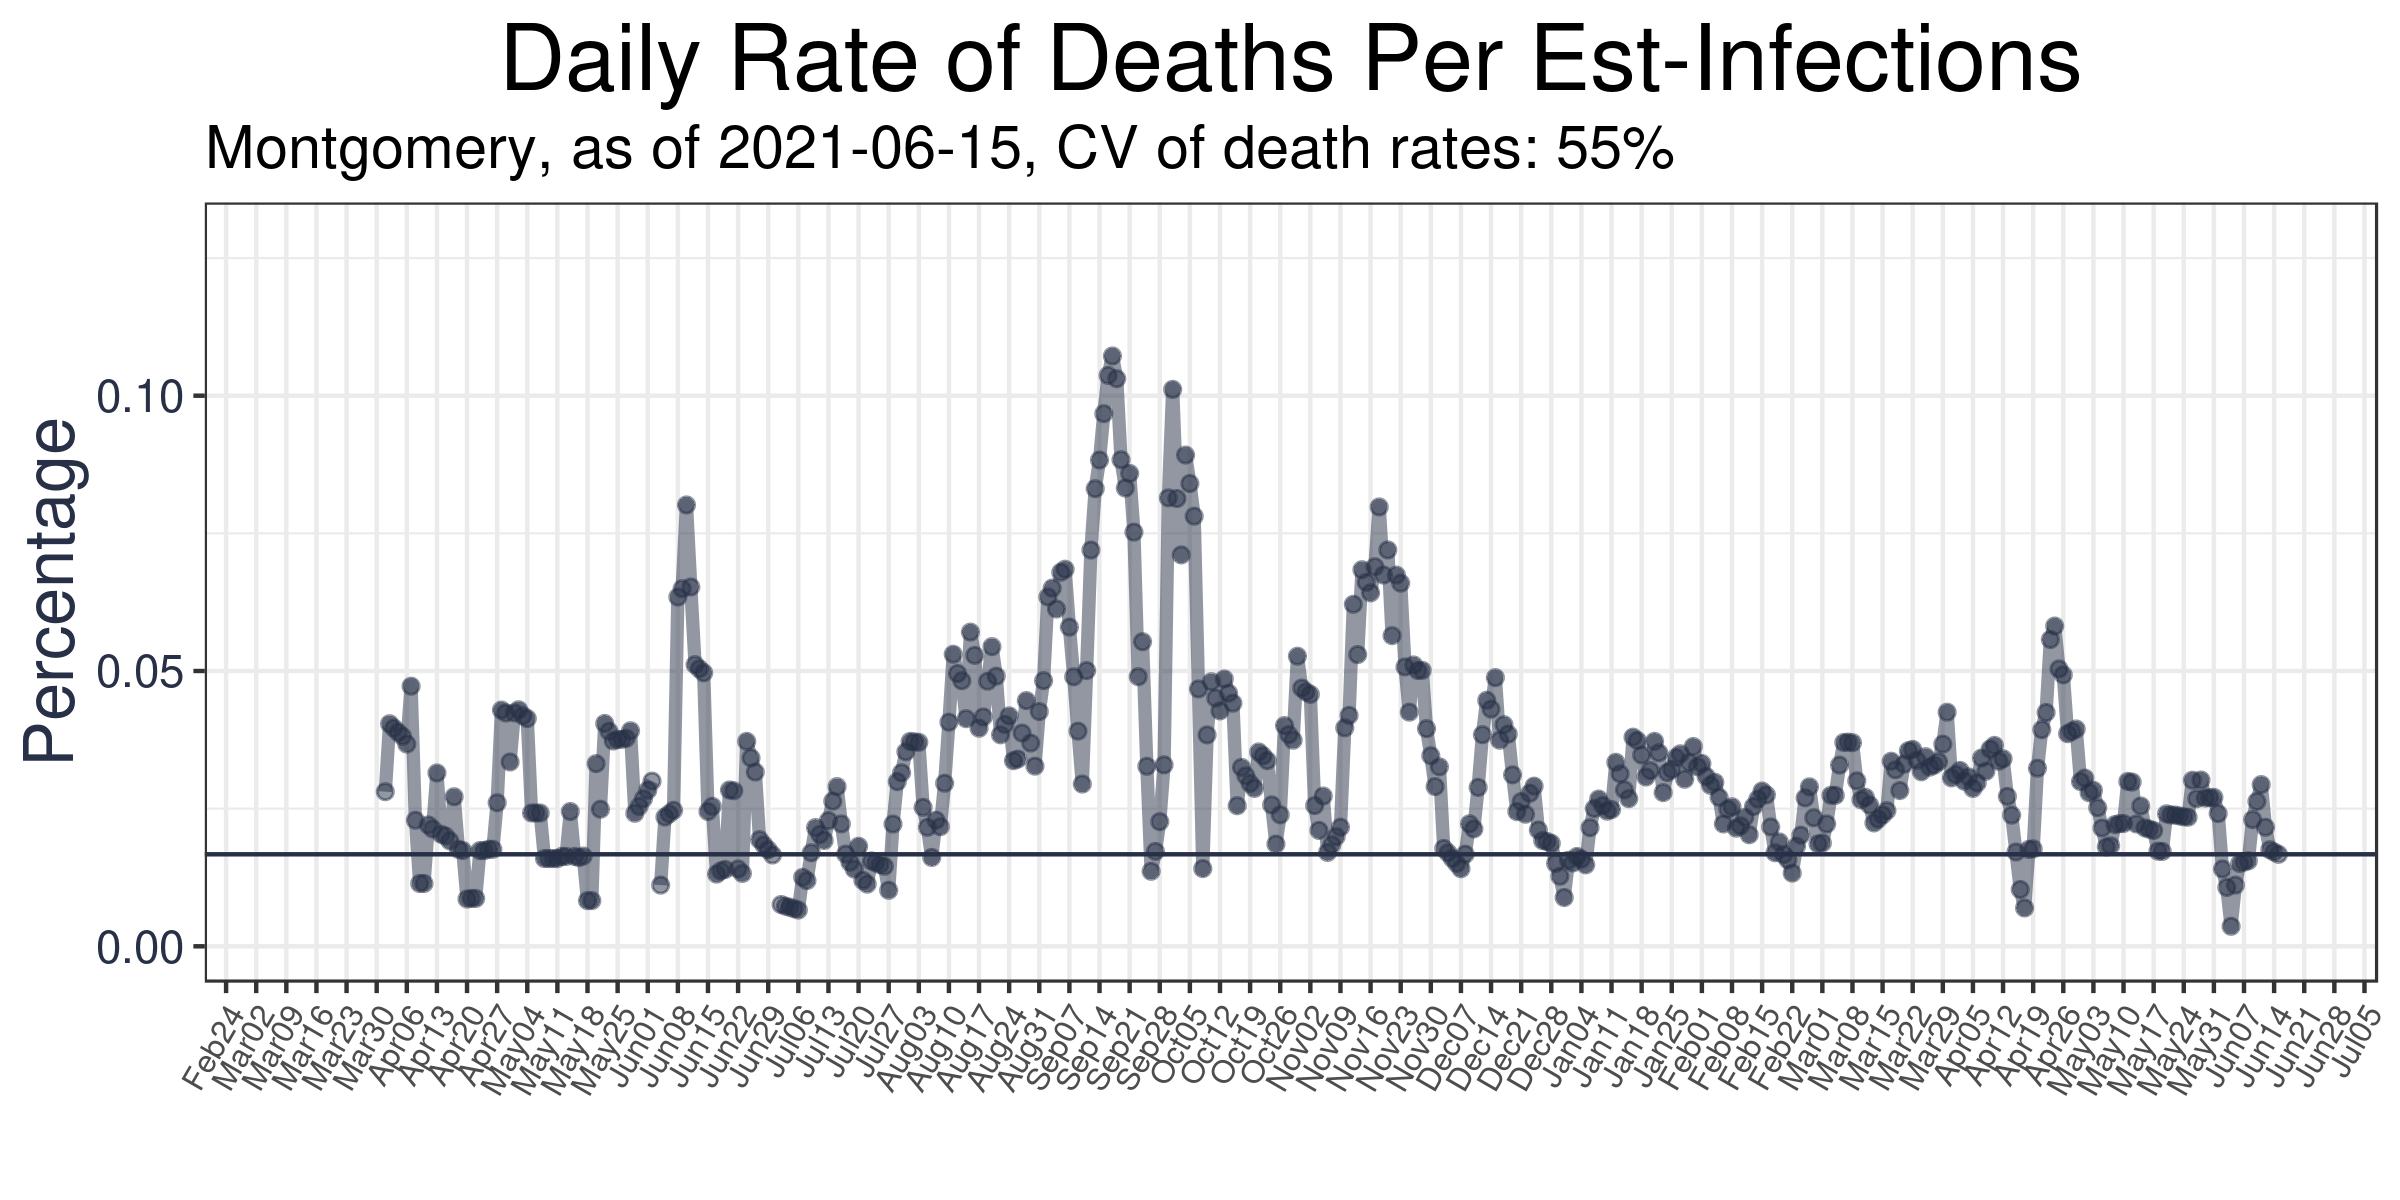 Daily Rate of Deaths Per Est-Infections
Montgomery, as of 2021-06-15, CV of death rates: 55%
Percentage
0.10
0.05
0.00
Feb24
Mar02
Mar09
Mar16
Mar23
Mar30
Apr06
Apr13
Apr20
Apr27
May04
May11
May18
May25
Jun01
Jun08
Jun15
Jun22
Jun29
Jul06
Jul13
Jul20
Jul27
Aug03
Aug10
Aug17
Aug24
Aug31
Sep07
Sep14
Sep21
Sep28
Oct05
Oct12
Oct19
Oct26
Nov02
Nov09
Nov16
Nov23
Nov30
Dec07
Dec14
Dec21
Dec28
Jan04
Jan11
Jan18
Jan25
Feb01
Feb08
Feb15
Feb22
Mar01
Mar08
Mar15
Mar22
Mar29
Apr05
Apr12
Apr19
Apr26
May03
May10
May17
May24
May31
Jun07
Jun14
Jun21
Jun28
Jul05